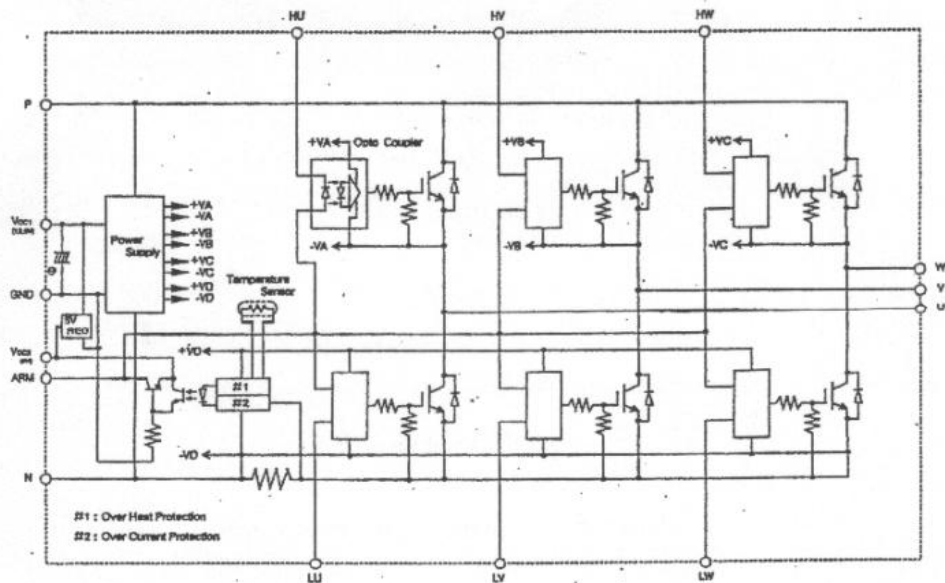 HU
HV
HW
P
+VA
Opto Coupler
+VB
+VC
-VA
-VB
-VC
Power Supply
+VA
-VA
+VB
-VB
+VC
-VC
+VD
-VD
VCC1
GND
5V
VCC2
ARM
N
Temperature
Sensor
#1
#2
+VD
-VD
W
V
U
#1 : Over Heat Protection
#2 : Over Current Protection
LU
LV
LW